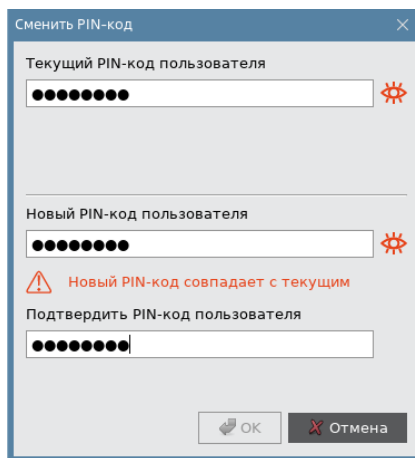 Сменить PIN-код
Текущий PIN-код пользователя
●●●●●●●●
Новый PIN-код пользователя
●●●●●●●●
Новый PIN-код совпадает с текущим
Подтвердить PIN-код пользователя
●●●●●●●●
OK
Отмена